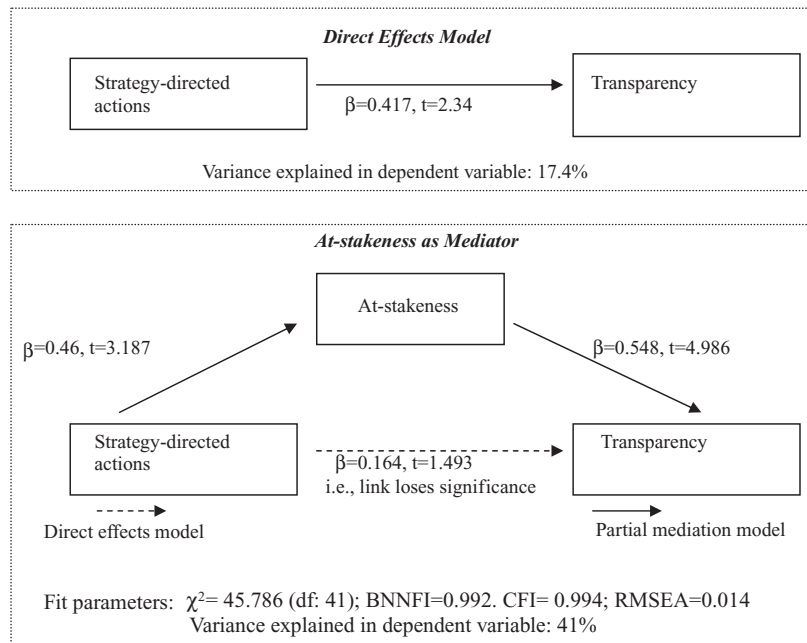 Direct Effects Model
Strategy-directed
actions
β=0.417, t=2.34
Transparency
Variance explained in dependent variable: 17.4%
At-stakeness as Mediator
At-stakeness
β=0.46, t=3.187
β=0.548, t=4.986
Strategy-directed
actions
β=0.164, t=1.493
i.e., link loses significance
Transparency
Direct effects model
Partial mediation model
Fit parameters: χ²= 45.786 (df: 41); BNNFI=0.992. CFI= 0.994; RMSEA=0.014
Variance explained in dependent variable: 41%